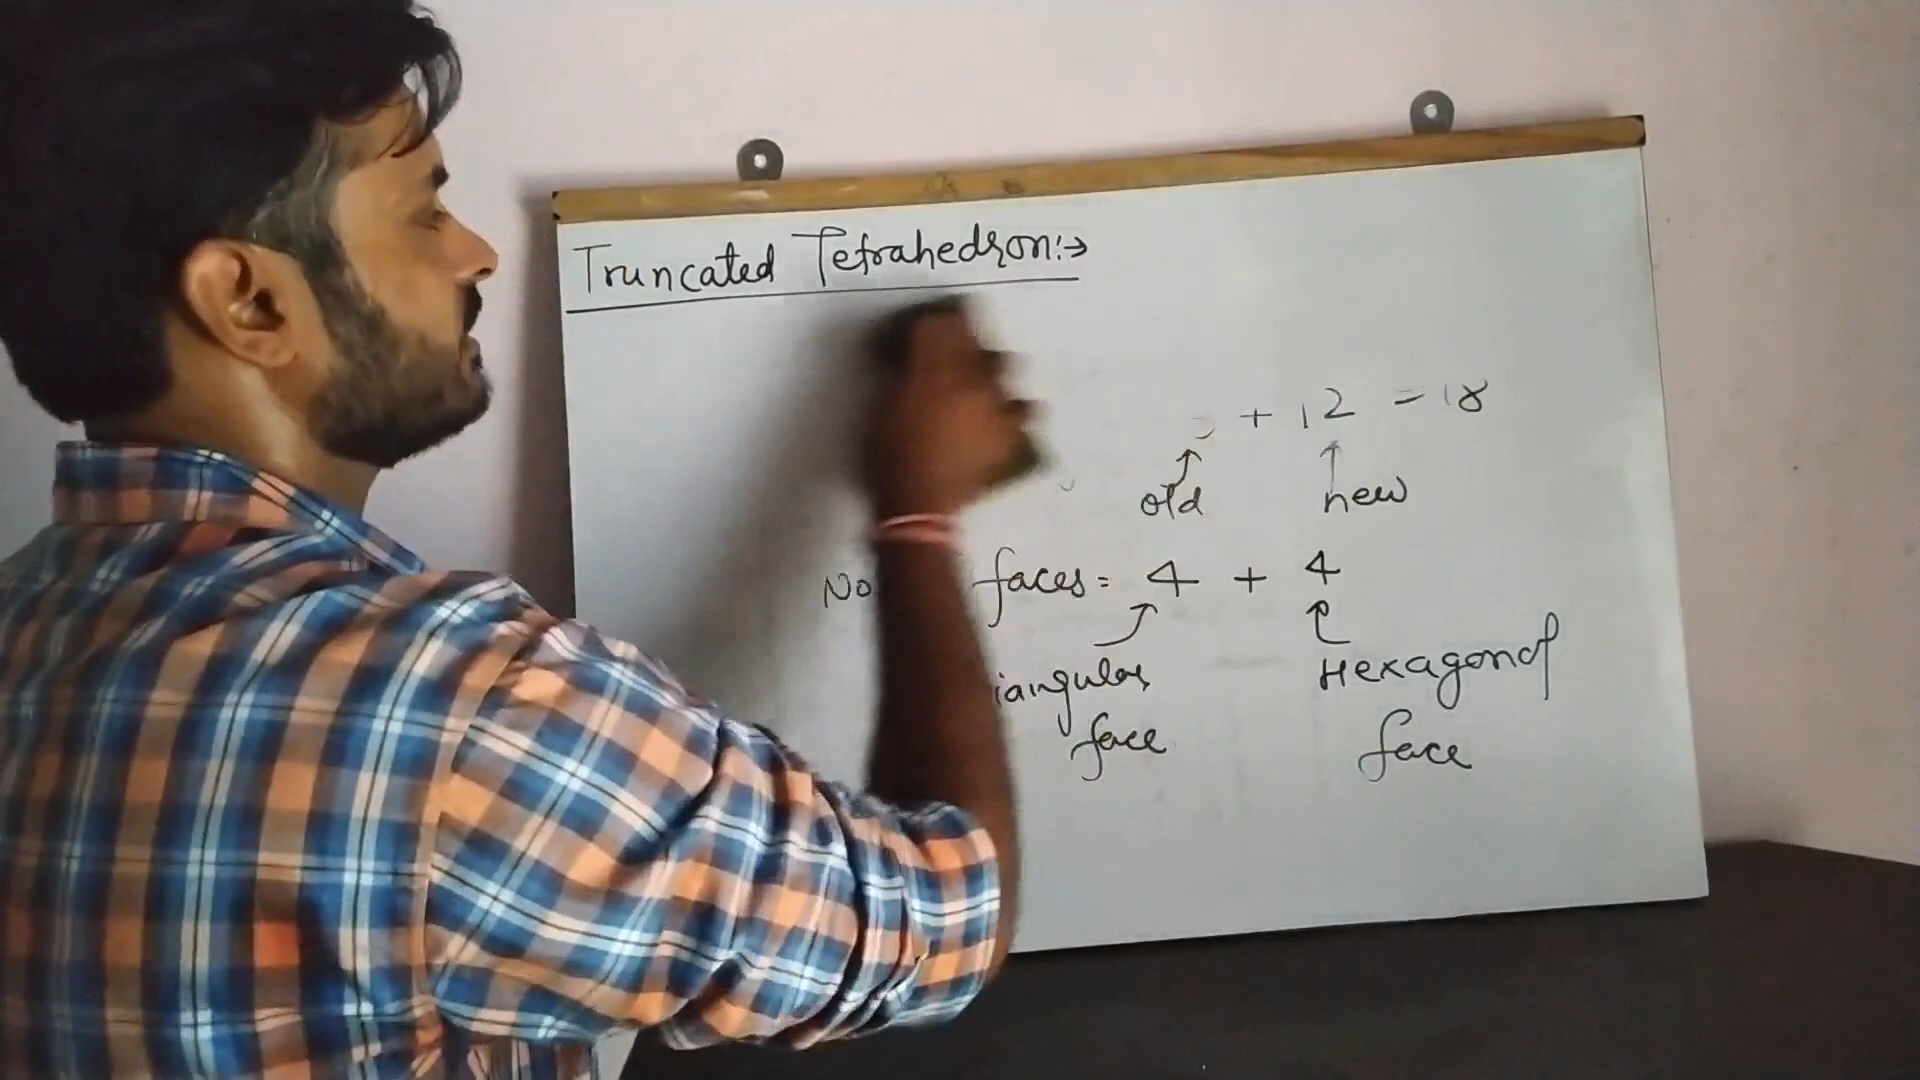 Truncated Tetrahedron :→
+ 12 = 18
old new
No faces = 4 + 4
iangular Hexagonal
face face